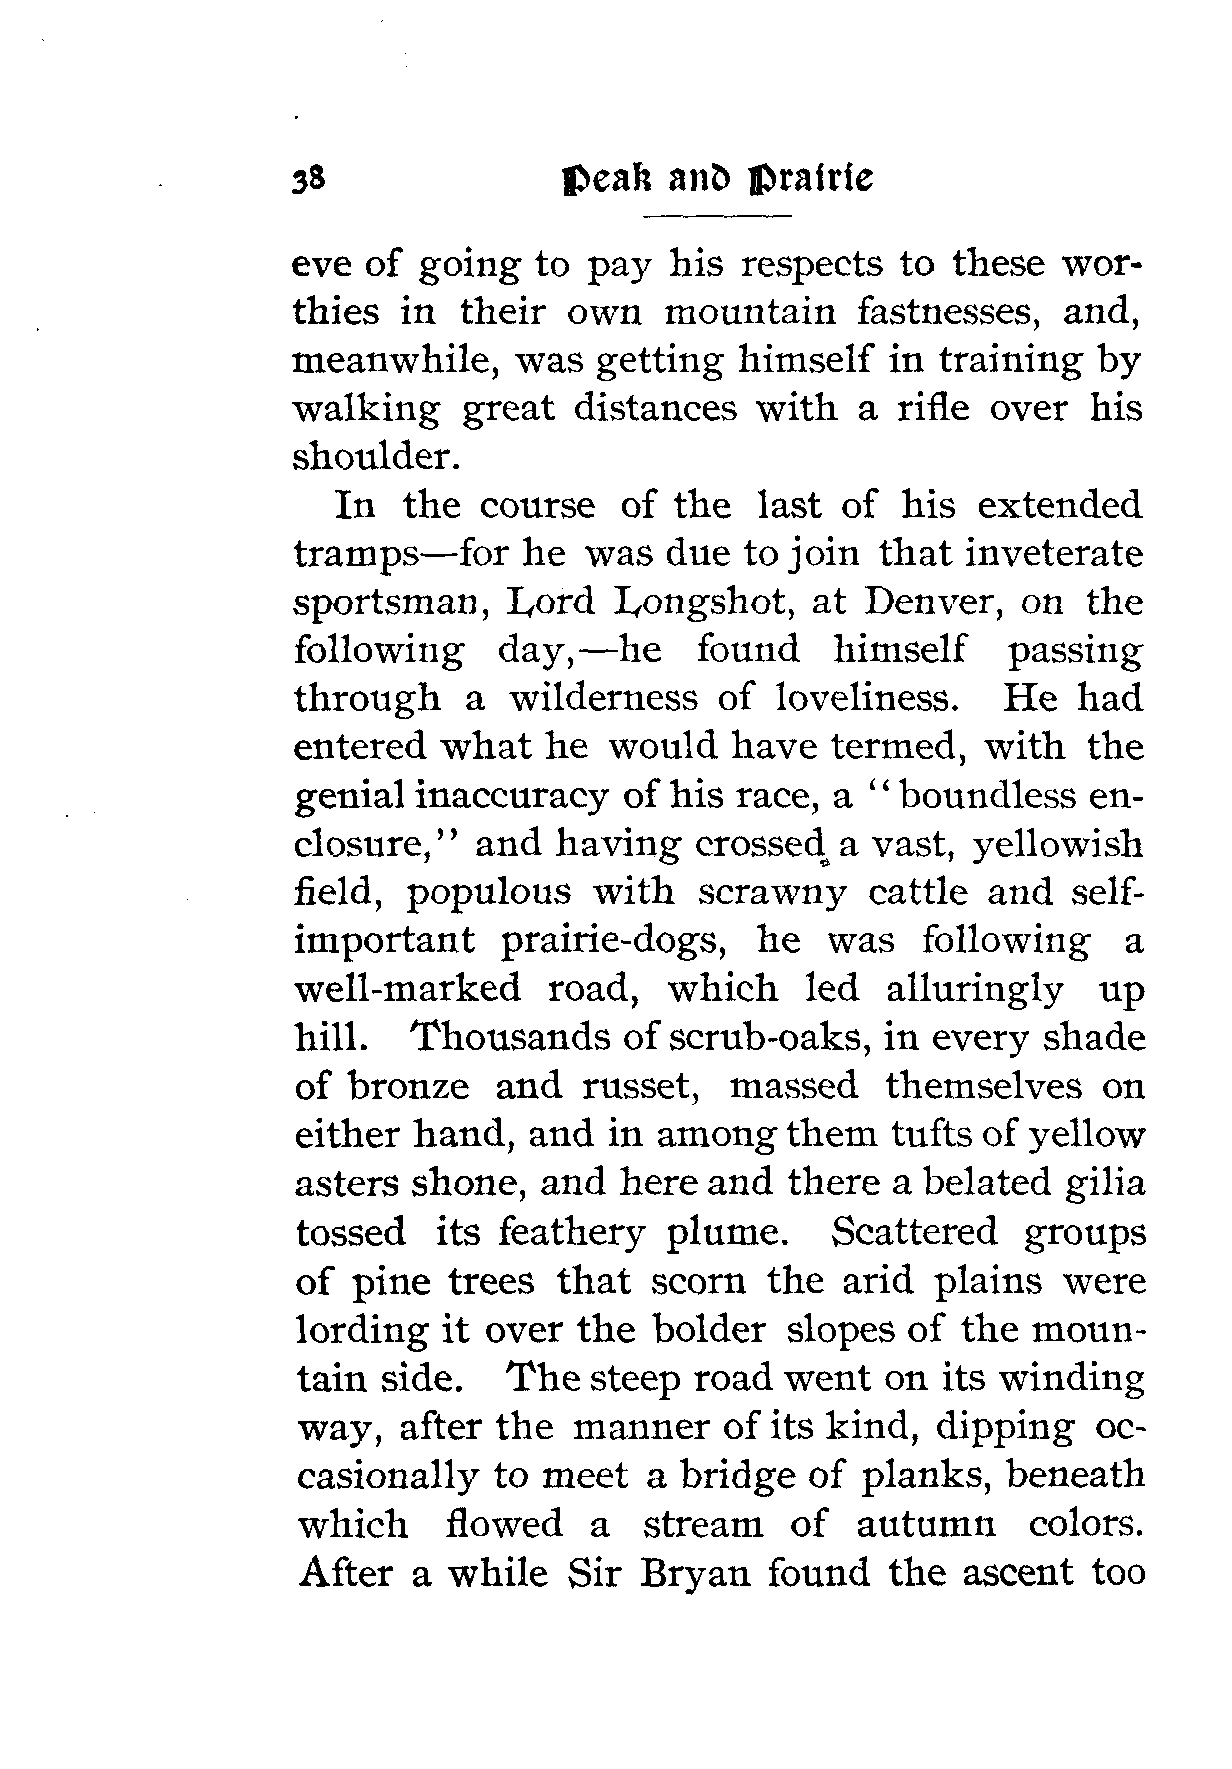 38 Peak and Prairie
eve of going to pay his respects to these wor-
thies in their own mountain fastnesses, and,
meanwhile, was getting himself in training by
walking great distances with a rifle over his
shoulder.
In the course of the last of his extended
tramps—for he was due to join that inveterate
sportsman, Lord Longshot, at Denver, on the
following day,—he found himself passing
through a wilderness of loveliness. He had
entered what he would have termed, with the
genial inaccuracy of his race, a “boundless en-
closure,” and having crossed a vast, yellowish
field, populous with scrawny cattle and self-
important prairie-dogs, he was following a
well-marked road, which led alluringly up
hill. Thousands of scrub-oaks, in every shade
of bronze and russet, massed themselves on
either hand, and in among them tufts of yellow
asters shone, and here and there a belated gilia
tossed its feathery plume. Scattered groups
of pine trees that scorn the arid plains were
lording it over the bolder slopes of the moun-
tain side. The steep road went on its winding
way, after the manner of its kind, dipping oc-
casionally to meet a bridge of planks, beneath
which flowed a stream of autumn colors.
After a while Sir Bryan found the ascent too